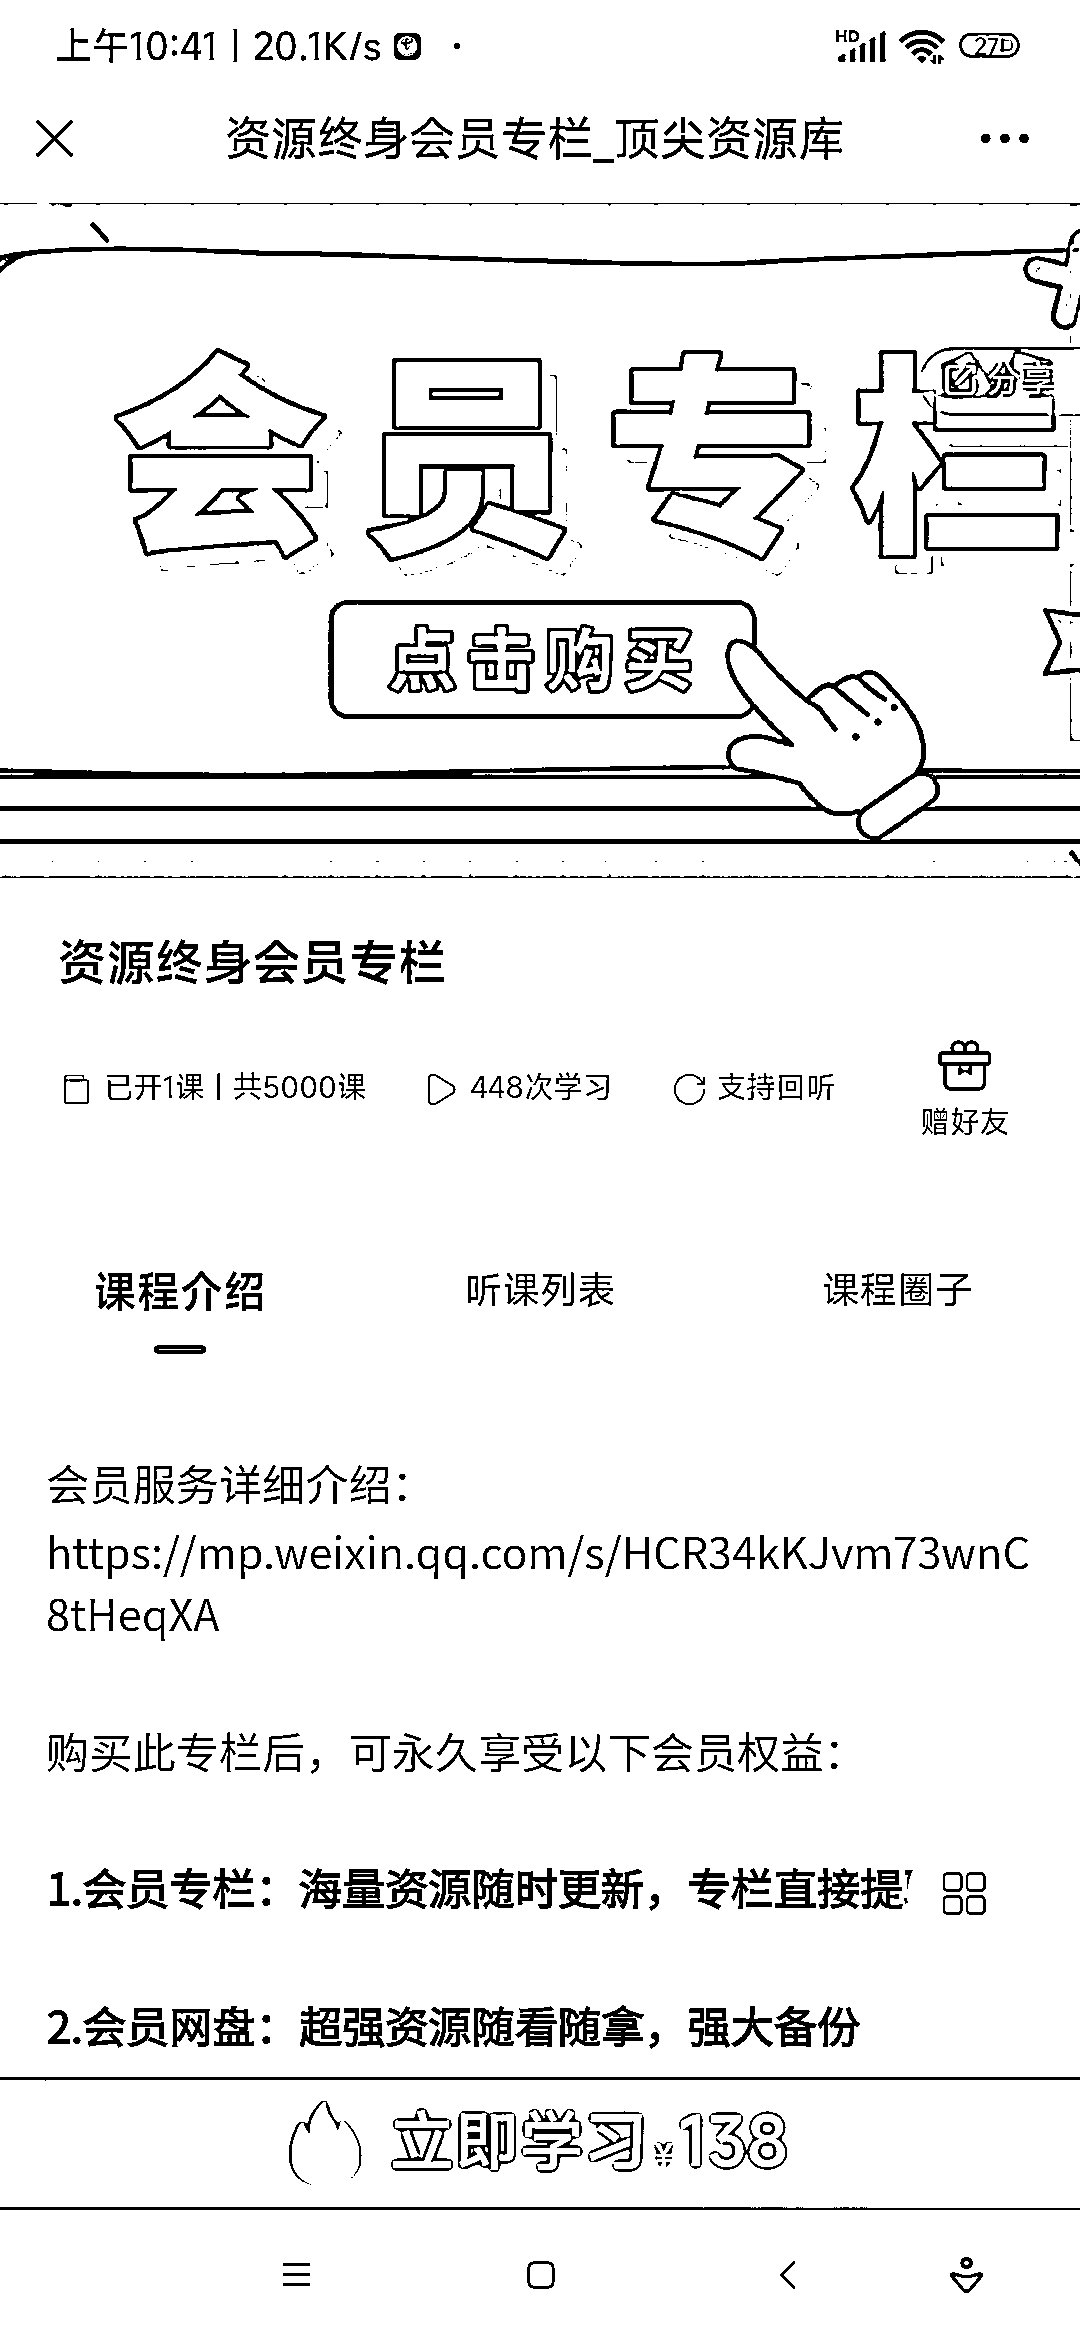 上午10:41 | 20.1K/s
HD
27
资源终身会员专栏_顶尖资源库
分享
会员专栏
点击购买
资源终身会员专栏
已开1课 | 共5000课 448次学习 支持回听
赠好友
课程介绍 听课列表 课程圈子
会员服务详细介绍：
https://mp.weixin.qq.com/s/HCR34kKJvm73wnC
8tHeqXA
购买此专栏后，可永久享受以下会员权益：
1.会员专栏：海量资源随时更新，专栏直接提
2.会员网盘：超强资源随看随拿，强大备份
立即学习¥138